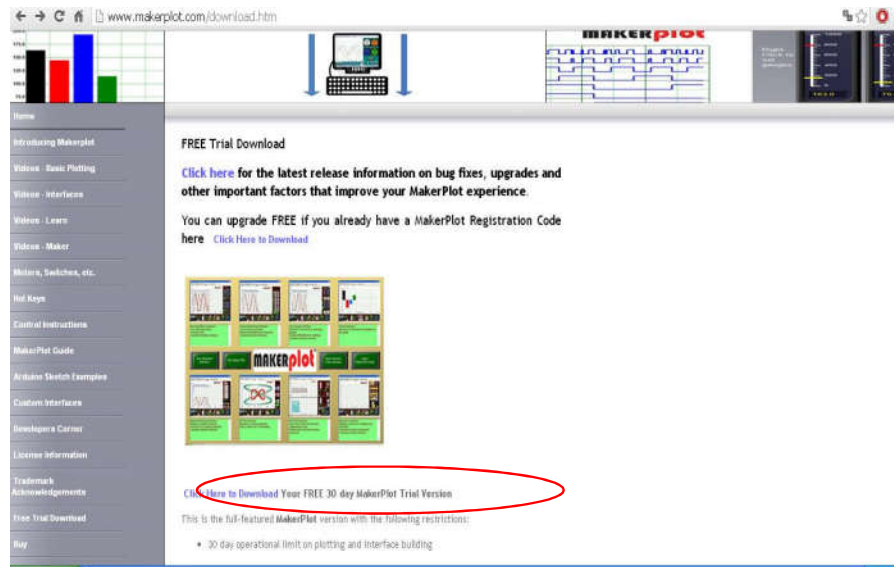 www.makerplot.com/download.htm
MAKERPLOT
Home
Introducing Makerplot
Videos - Basic Plotting
Videos - Interfaces
Videos - Learn
Videos - Maker
Meters, Switches, etc.
Hot Keys
Control Instructions
MakerPlot Guide
Arduino Sketch Examples
Custom Interfaces
Developers Corner
License Information
Trademark
Acknowledgements
Free Trial Download
Buy
FREE Trial Download
Click here for the latest release information on bug fixes, upgrades and
other important factors that improve your MakerPlot experience.
You can upgrade FREE if you already have a MakerPlot Registration Code
here Click Here to Download
MAKERplot
Click Here to Download Your FREE 30 day MakerPlot Trial Version
This is the full-featured MakerPlot version with the following restrictions:
• 30 day operational limit on plotting and interface building